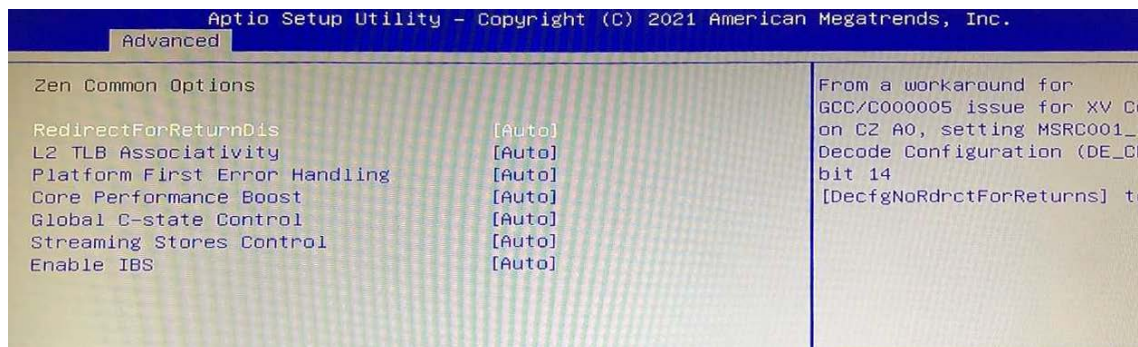 Aptio Setup Utility – Copyright (C) 2021 American Megatrends, Inc.
Advanced
Zen Common Options
RedirectForReturnDis [Auto]
L2 TLB Associativity [Auto]
Platform First Error Handling [Auto]
Core Performance Boost [Auto]
Global C-state Control [Auto]
Streaming Stores Control [Auto]
Enable IBS [Auto]
From a workaround for
GCC/C000005 issue for XV
on CZ A0, setting MSRC001_
Decode Configuration
bit 14
[DecfgNoRdrctForReturns]